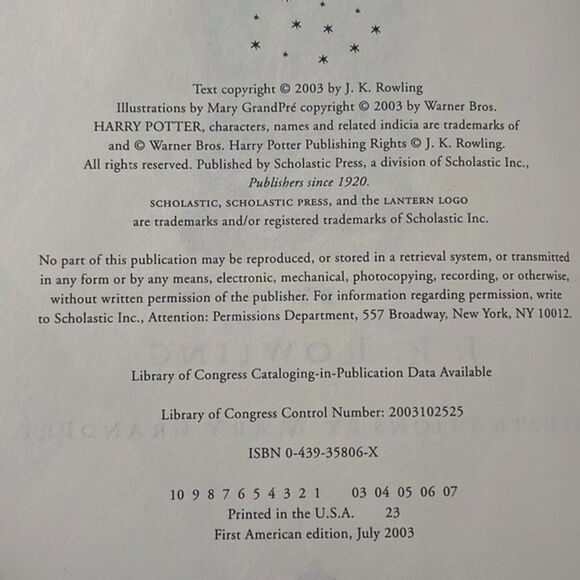 Text copyright © 2003 by J. K. Rowling
Illustrations by Mary GrandPré copyright © 2003 by Warner Bros.
HARRY POTTER, characters, names and related indicia are trademarks of
and © Warner Bros. Harry Potter Publishing Rights © J. K. Rowling.
All rights reserved. Published by Scholastic Press, a division of Scholastic Inc.,
Publishers since 1920.
SCHOLASTIC, SCHOLASTIC PRESS, and the LANTERN LOGO
are trademarks and/or registered trademarks of Scholastic Inc.
No part of this publication may be reproduced, or stored in a retrieval system, or transmitted
in any form or by any means, electronic, mechanical, photocopying, recording, or otherwise,
without written permission of the publisher. For information regarding permission, write
to Scholastic Inc., Attention: Permissions Department, 557 Broadway, New York, NY 10012.
J. K. ROWLING
Library of Congress Cataloging-in-Publication Data Available
Library of Congress Control Number: 2003102525
BY MARY GRANDPRÉ
ISBN 0-439-35806-X
10 9 8 7 6 5 4 3 2 1 03 04 05 06 07
Printed in the U.S.A. 23
First American edition, July 2003